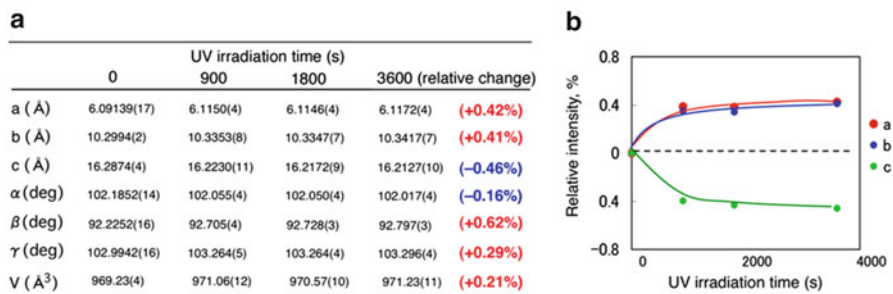 a
UV irradiation time (s)
0 900 1800 3600 (relative change)
a (Å) 6.09139(17) 6.1150(4) 6.1146(4) 6.1172(4) (+0.42%)
b (Å) 10.2994(2) 10.3353(8) 10.3347(7) 10.3417(7) (+0.41%)
c (Å) 16.2874(4) 16.2230(11) 16.2172(9) 16.2127(10) (−0.46%)
α (deg) 102.1852(14) 102.055(4) 102.050(4) 102.017(4) (−0.16%)
β (deg) 92.2252(16) 92.705(4) 92.728(3) 92.797(3) (+0.62%)
γ (deg) 102.9942(16) 103.264(5) 103.264(4) 103.296(4) (+0.29%)
V (Å³) 969.23(4) 971.06(12) 970.57(10) 971.23(11) (+0.21%)
b
Relative intensity, %
0.8
0.4
0
0.4
−0.8
0 2000 4000
UV irradiation time (s)
a
b
c